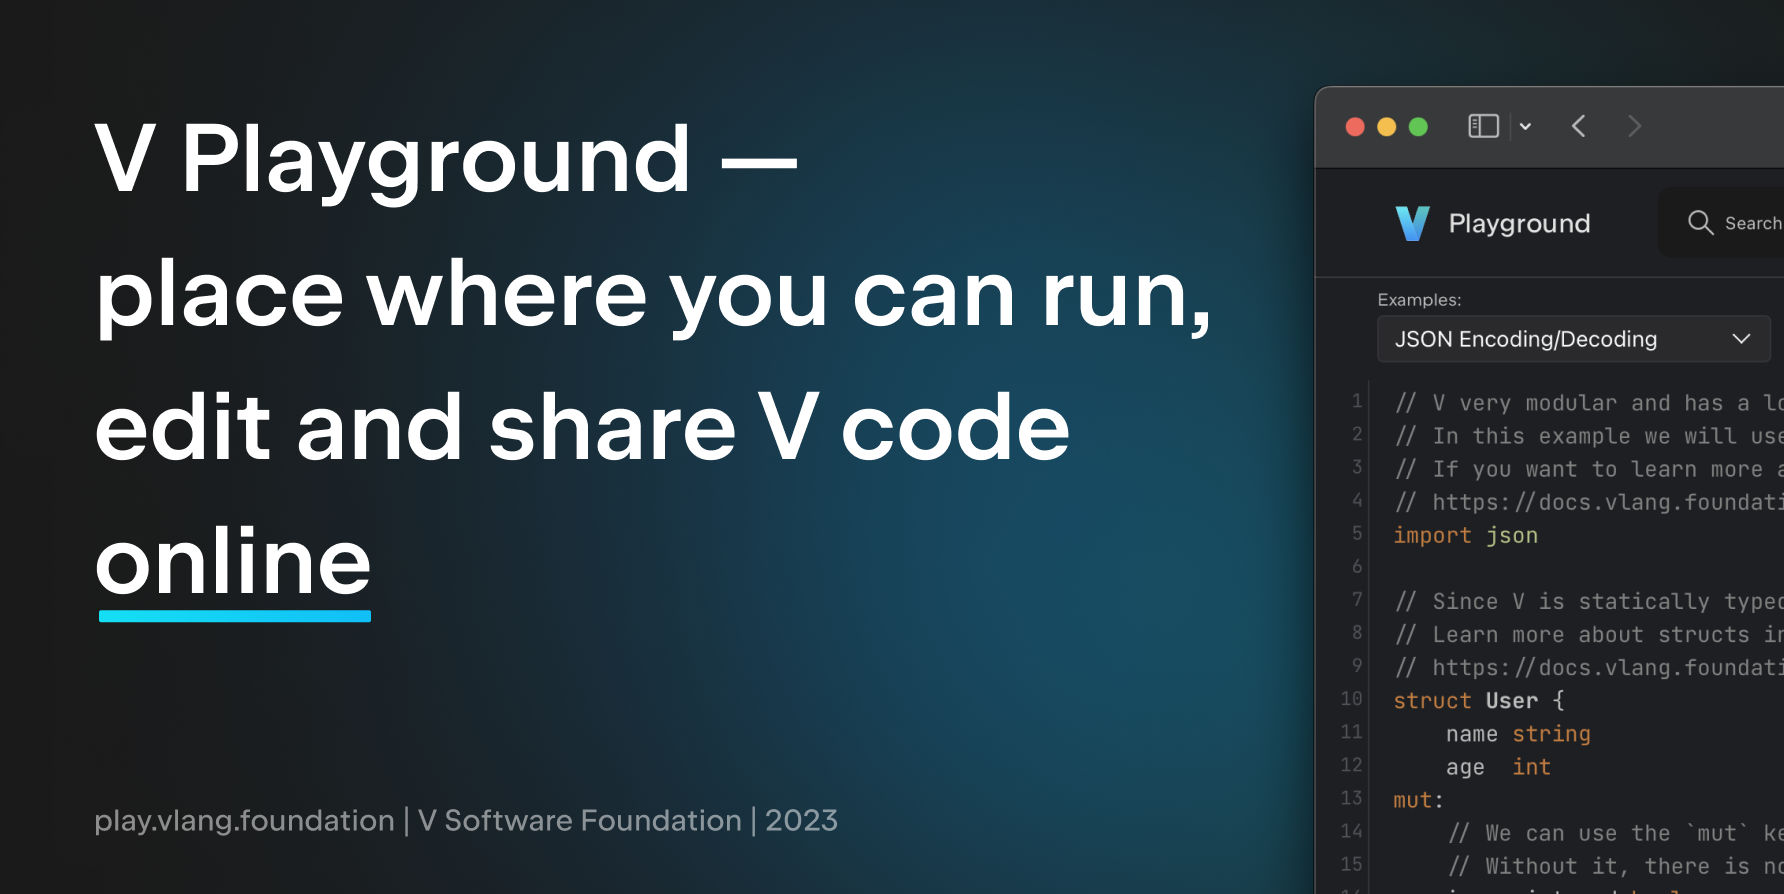 V Playground —
place where you can run,
edit and share V code
online
play.vlang.foundation | V Software Foundation | 2023
Playground
Search
Examples:
JSON Encoding/Decoding
1 // V very modular and has a
2 // In this example we will use
3 // If you want to learn more
4 // https://docs.vlang.foundati
5 import json
6
7 // Since V is statically typed
8 // Learn more about structs in
9 // https://docs.vlang.foundati
10 struct User {
11 name string
12 age int
13 mut:
14 // We can use the `mut` ke
15 // Without it, there is no